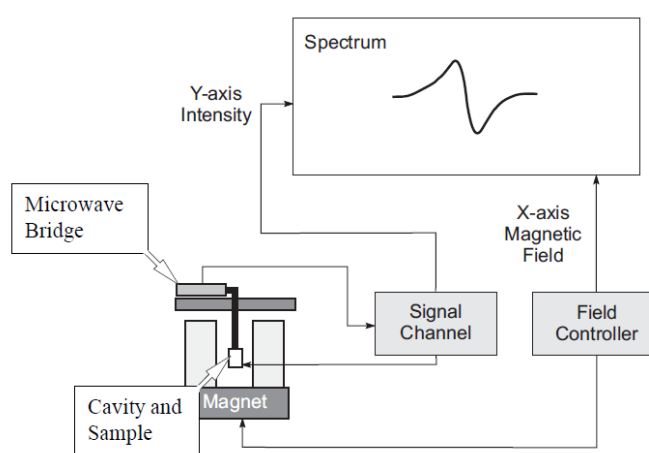 Spectrum
Y-axis
Intensity
Microwave
Bridge
X-axis
Magnetic
Field
Signal
Channel
Field
Controller
Cavity and
Sample
Magnet